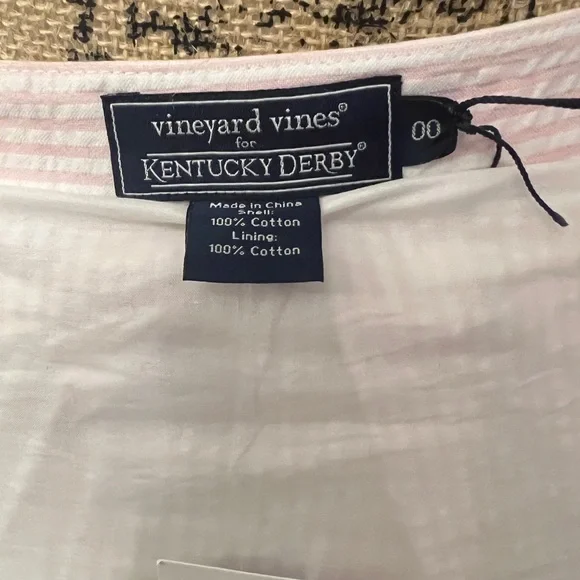 vineyard vines®
for
KENTUCKY DERBY®
00
Made in China
Shell:
100% Cotton
Lining:
100% Cotton